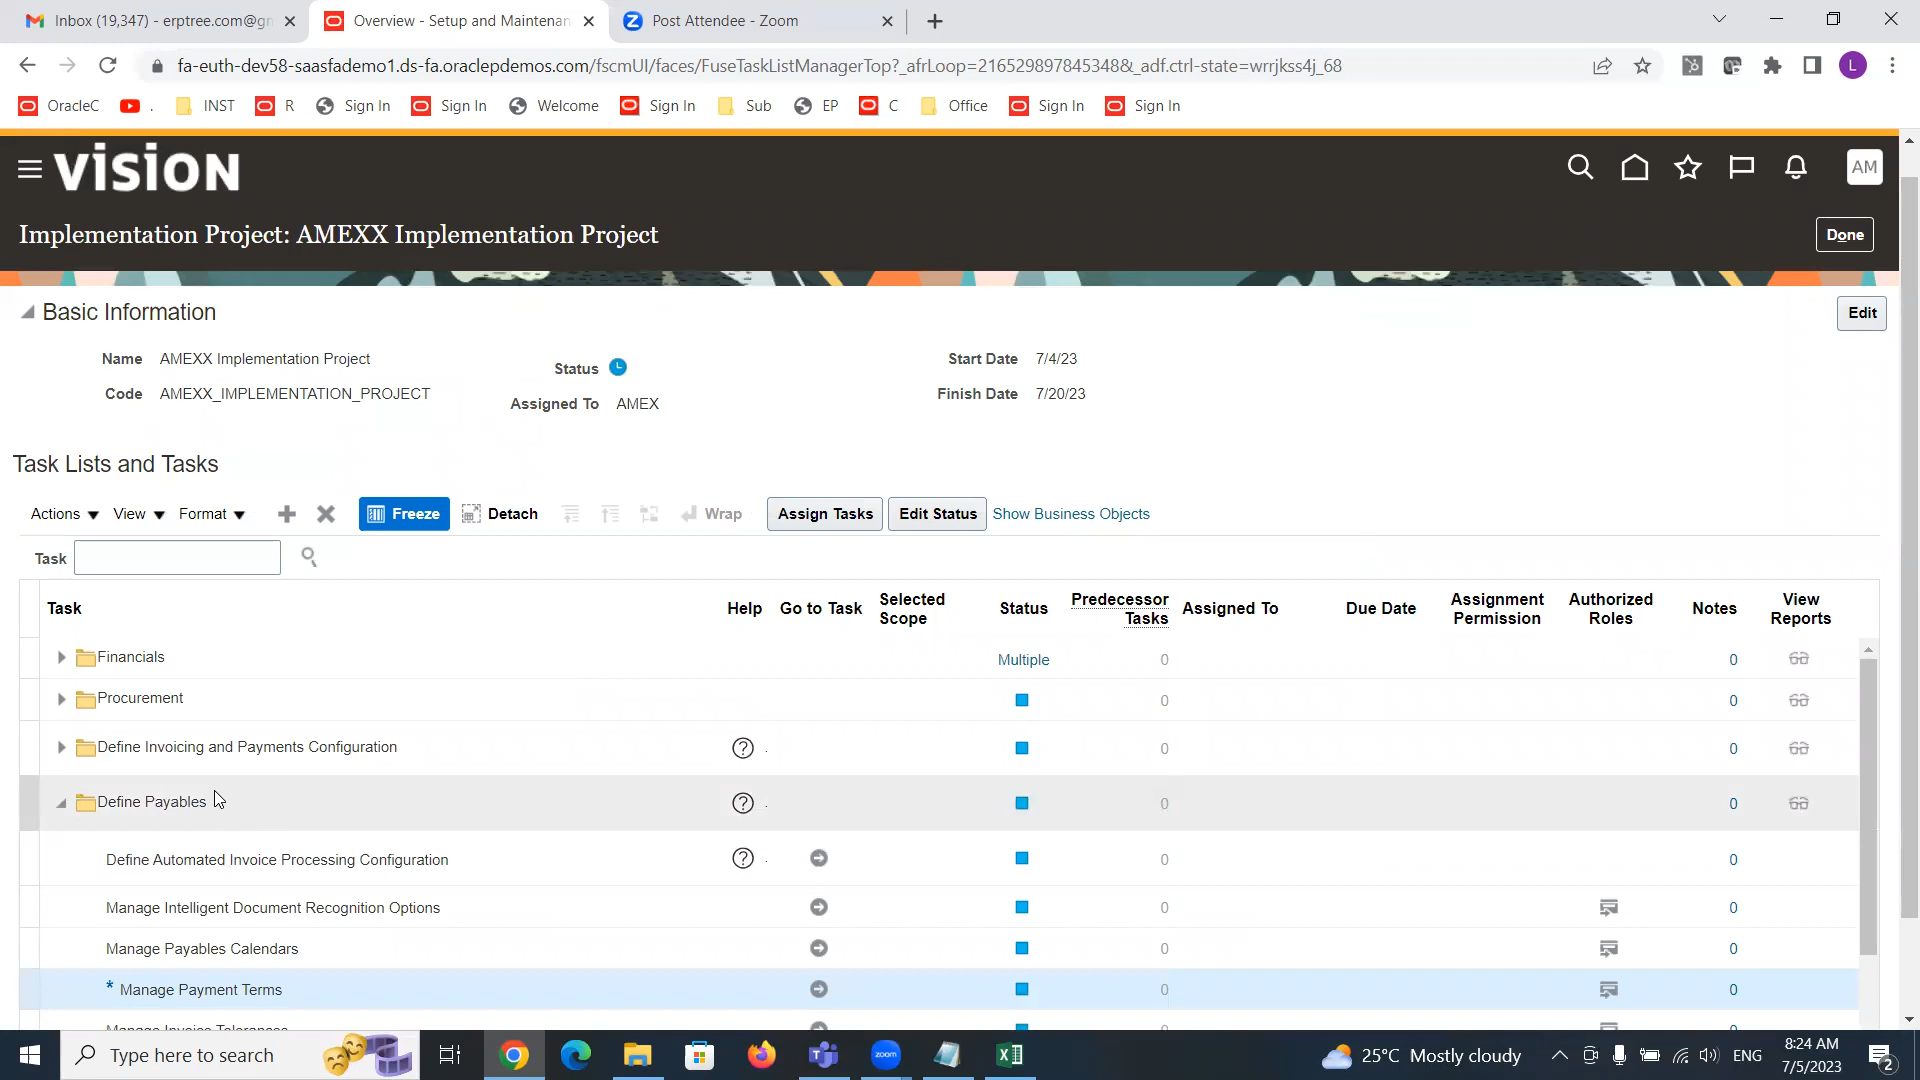 Inbox (19,347) - erptree.com@gm
Overview - Setup and Maintenan
Post Attendee - Zoom
fa-euth-dev58-saasfademo1.ds-fa.oraclepdemos.com/fscmUI/faces/FuseTaskListManagerTop?_afrLoop=216529897845348&_adf.ctrl-state=wrrjkss4j_68
L
OracleC . INST R Sign In Sign In Welcome Sign In Sub EP C Office Sign In Sign In
vision
AM
Implementation Project: AMEXX Implementation Project
Done
Basic Information
Edit
Name AMEXX Implementation Project
Status
Start Date 7/4/23
Code AMEXX_IMPLEMENTATION_PROJECT
Assigned To AMEX
Finish Date 7/20/23
Task Lists and Tasks
Actions View Format Freeze Detach Wrap Assign Tasks Edit Status Show Business Objects
Task
Task Help Go to Task Selected Scope Status Predecessor Tasks Assigned To Due Date Assignment Permission Authorized Roles Notes View Reports
Financials Multiple 0 0
Procurement 0 0
Define Invoicing and Payments Configuration ? . 0 0
Define Payables ? . 0 0
Define Automated Invoice Processing Configuration ? . 0 0
Manage Intelligent Document Recognition Options 0 0
Manage Payables Calendars 0 0
* Manage Payment Terms 0 0
Manage Invoice Tolerances
Type here to search
zoom
25°C Mostly cloudy
ENG
8:24 AM
7/5/2023
2